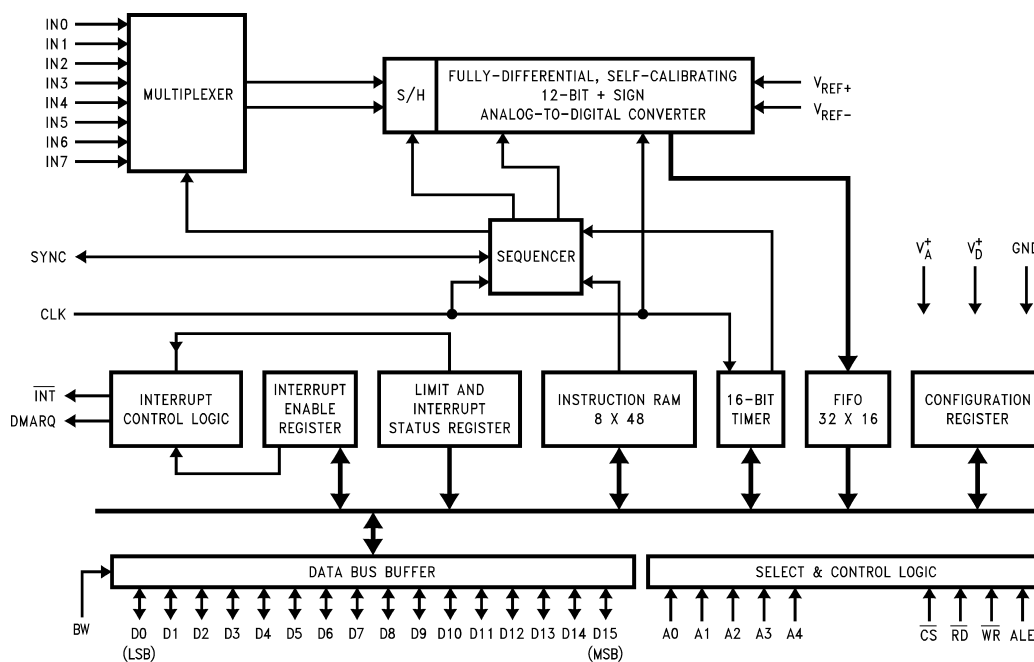 IN0
IN1
IN2
IN3
IN4
IN5
IN6
IN7
MULTIPLEXER
S/H
FULLY-DIFFERENTIAL, SELF-CALIBRATING
12-BIT + SIGN
ANALOG-TO-DIGITAL CONVERTER
VREF+
VREF-
SYNC
SEQUENCER
VA+
VD+
GND
CLK
INT
DMARQ
INTERRUPT
CONTROL LOGIC
INTERRUPT
ENABLE
REGISTER
LIMIT AND
INTERRUPT
STATUS REGISTER
INSTRUCTION RAM
8 X 48
16-BIT
TIMER
FIFO
32 X 16
CONFIGURATION
REGISTER
DATA BUS BUFFER
SELECT & CONTROL LOGIC
BW
D0 D1 D2 D3 D4 D5 D6 D7 D8 D9 D10 D11 D12 D13 D14 D15
(LSB) (MSB)
A0 A1 A2 A3 A4
CS RD WR ALE